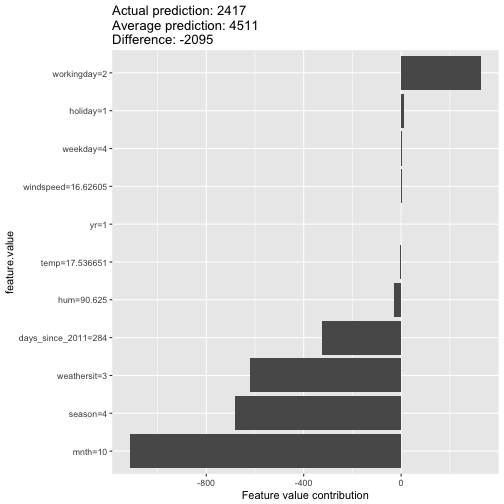 Actual prediction: 2417
Average prediction: 4511
Difference: -2095
workingday=2
holiday=1
weekday=4
windspeed=16.62605
yr=1
temp=17.536651
hum=90.625
days_since_2011=284
weathersit=3
season=4
mnth=10
feature.value
-800
-400
0
Feature value contribution